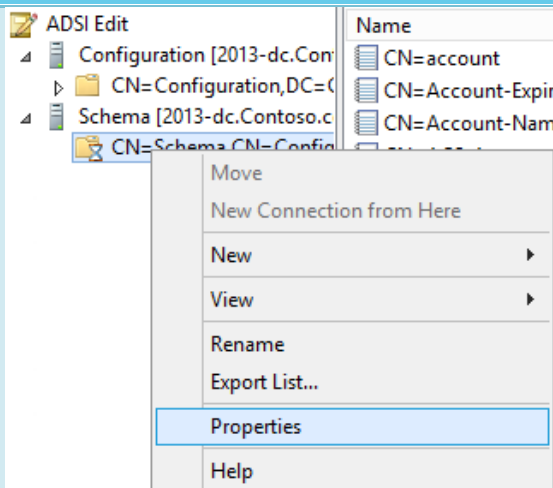 ADSI Edit
Configuration [2013-dc.Con
CN=Configuration,DC=
Schema [2013-dc.Contoso.c
CN=Schema,CN=Config
Name
CN=account
CN=Account-Expir
CN=Account-Nam
Move
New Connection from Here
New
View
Rename
Export List...
Properties
Help